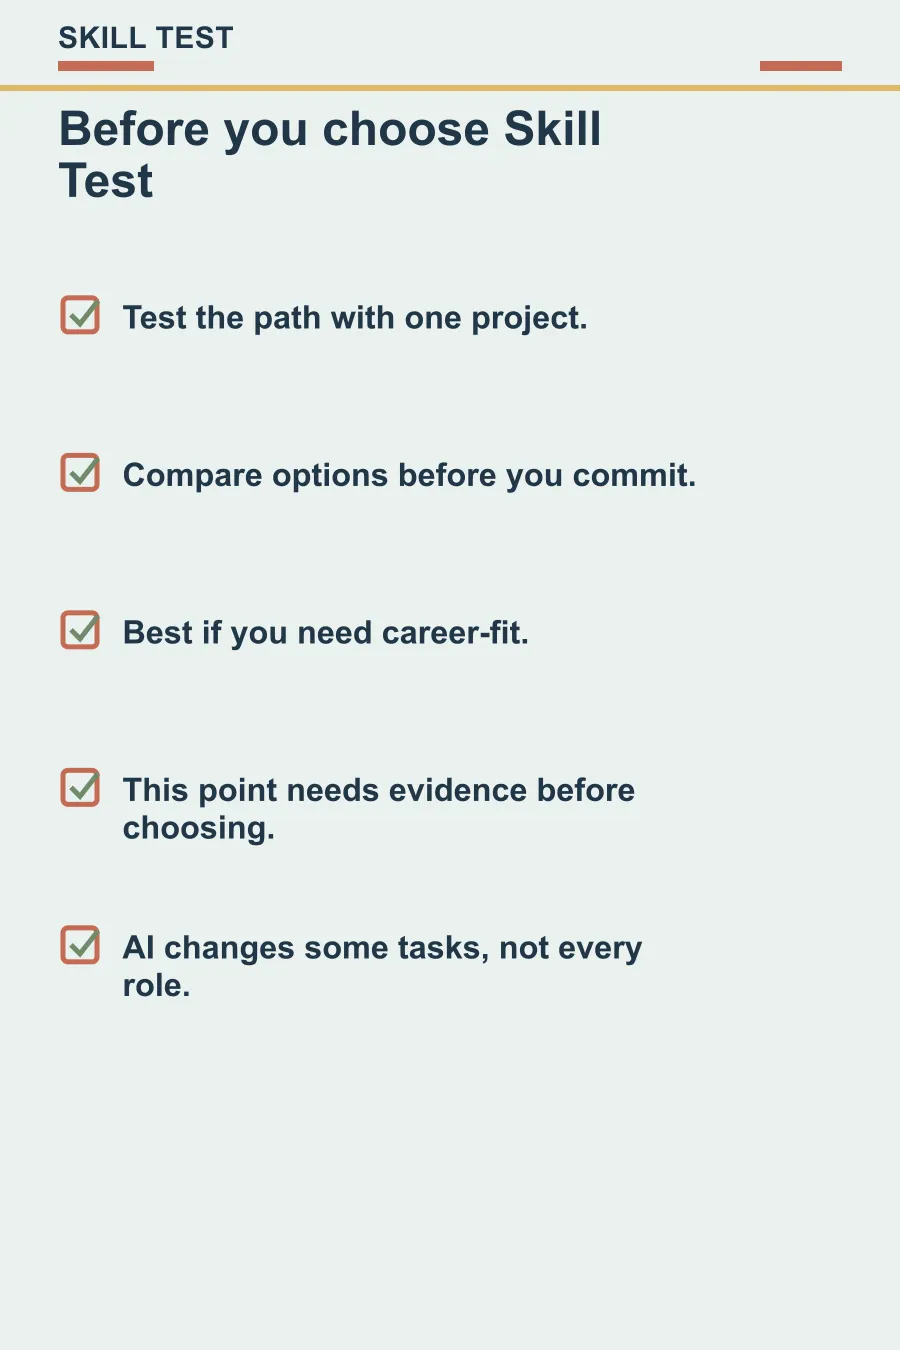 SKILL TEST
Before you choose Skill
Test
Test the path with one project.
Compare options before you commit.
Best if you need career-fit.
This point needs evidence before
choosing.
AI changes some tasks, not every
role.